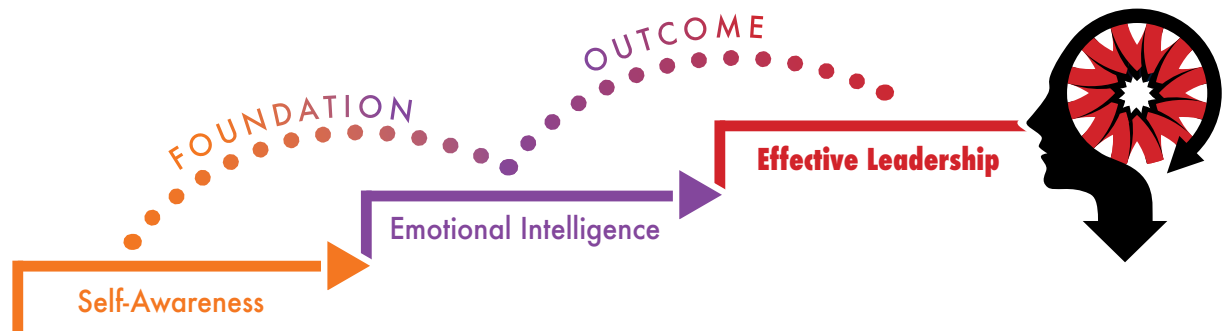 FOUNDATION
OUTCOME
Self-Awareness
Emotional Intelligence
Effective Leadership